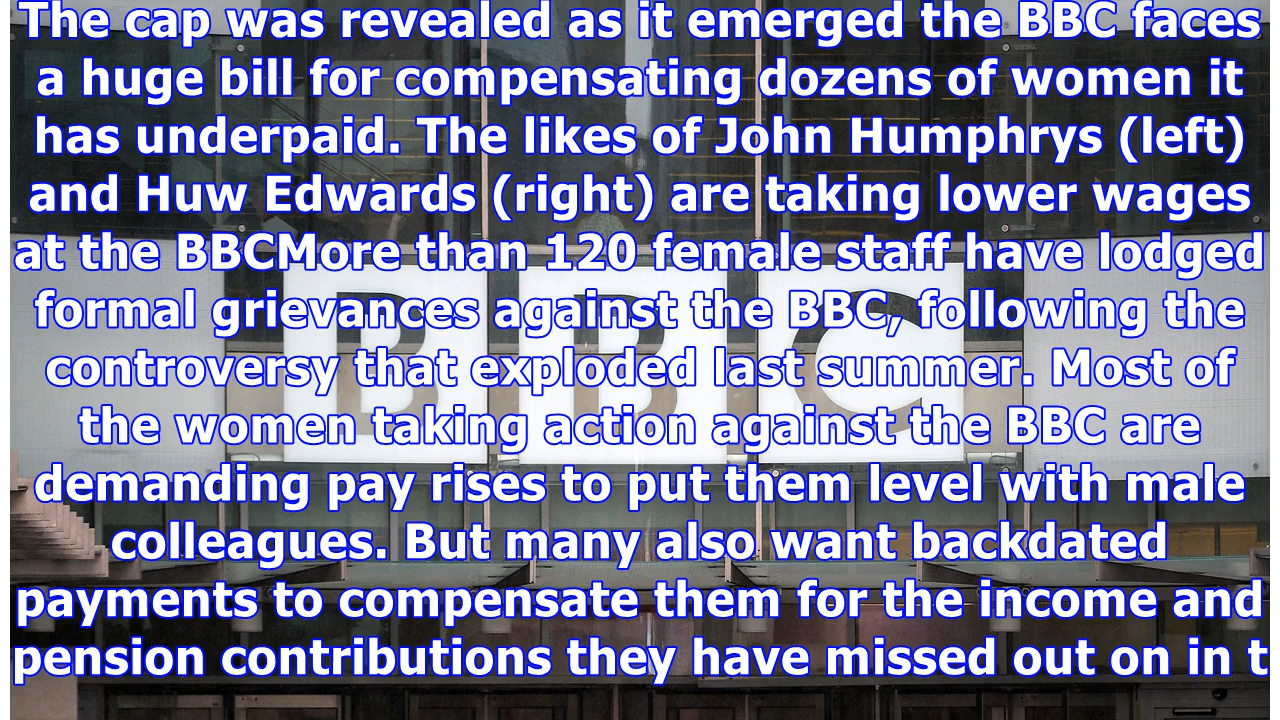 The cap was revealed as it emerged the BBC faces
a huge bill for compensating dozens of women it
has underpaid. The likes of John Humphrys (left)
and Huw Edwards (right) are taking lower wages
at the BBCMore than 120 female staff have lodged
formal grievances against the BBC, following the
controversy that exploded last summer. Most of
the women taking action against the BBC are
demanding pay rises to put them level with male
colleagues. But many also want backdated
payments to compensate them for the income and
pension contributions they have missed out on in t
BBC